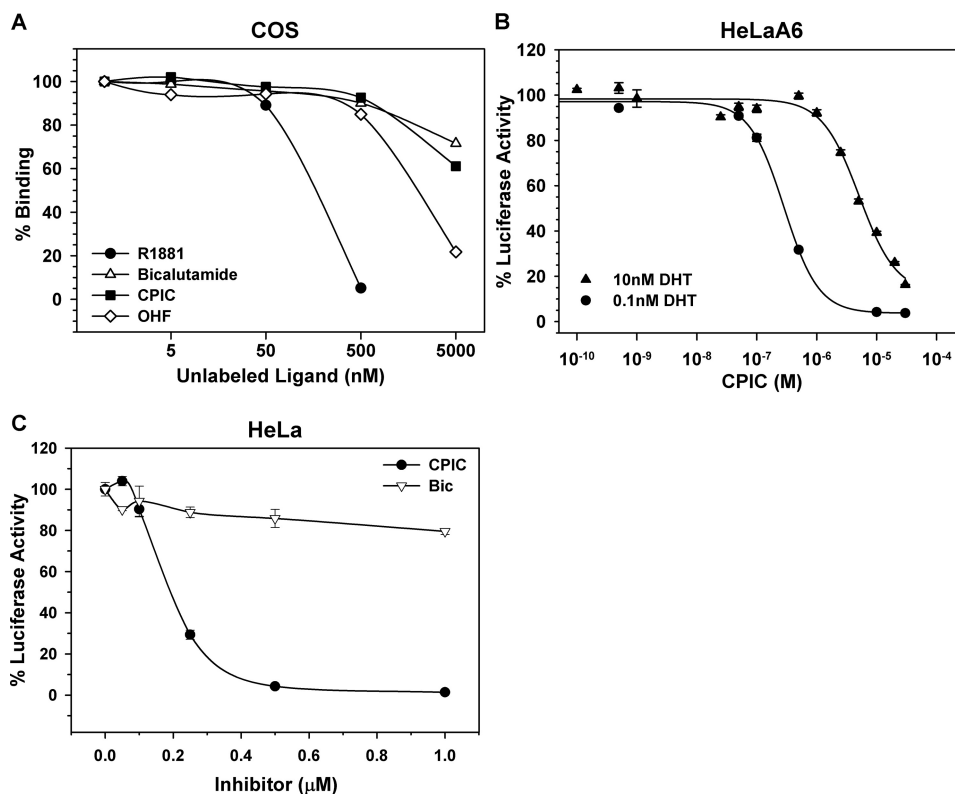 A
COS
% Binding
100
80
60
40
20
0
R1881
Bicalutamide
CPIC
OHF
5
50
500
5000
Unlabeled Ligand (nM)
B
HeLaA6
% Luciferase Activity
120
100
80
60
40
20
0
10nM DHT
0.1nM DHT
10-10
10-9
10-8
10-7
10-6
10-5
10-4
CPIC (M)
C
HeLa
% Luciferase Activity
120
100
80
60
40
20
0
CPIC
Bic
0.0
0.2
0.4
0.6
0.8
1.0
Inhibitor (μM)